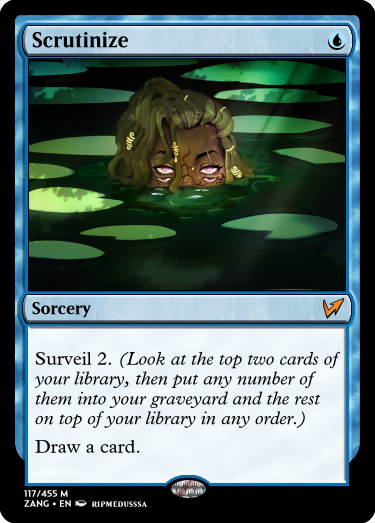 Scrutinize
Sorcery
Surveil 2. (Look at the top two cards of
your library, then put any number of
them into your graveyard and the rest
on top of your library in any order.)
Draw a card.
117/455 M
ZANG • EN RIPMEDUSSSA